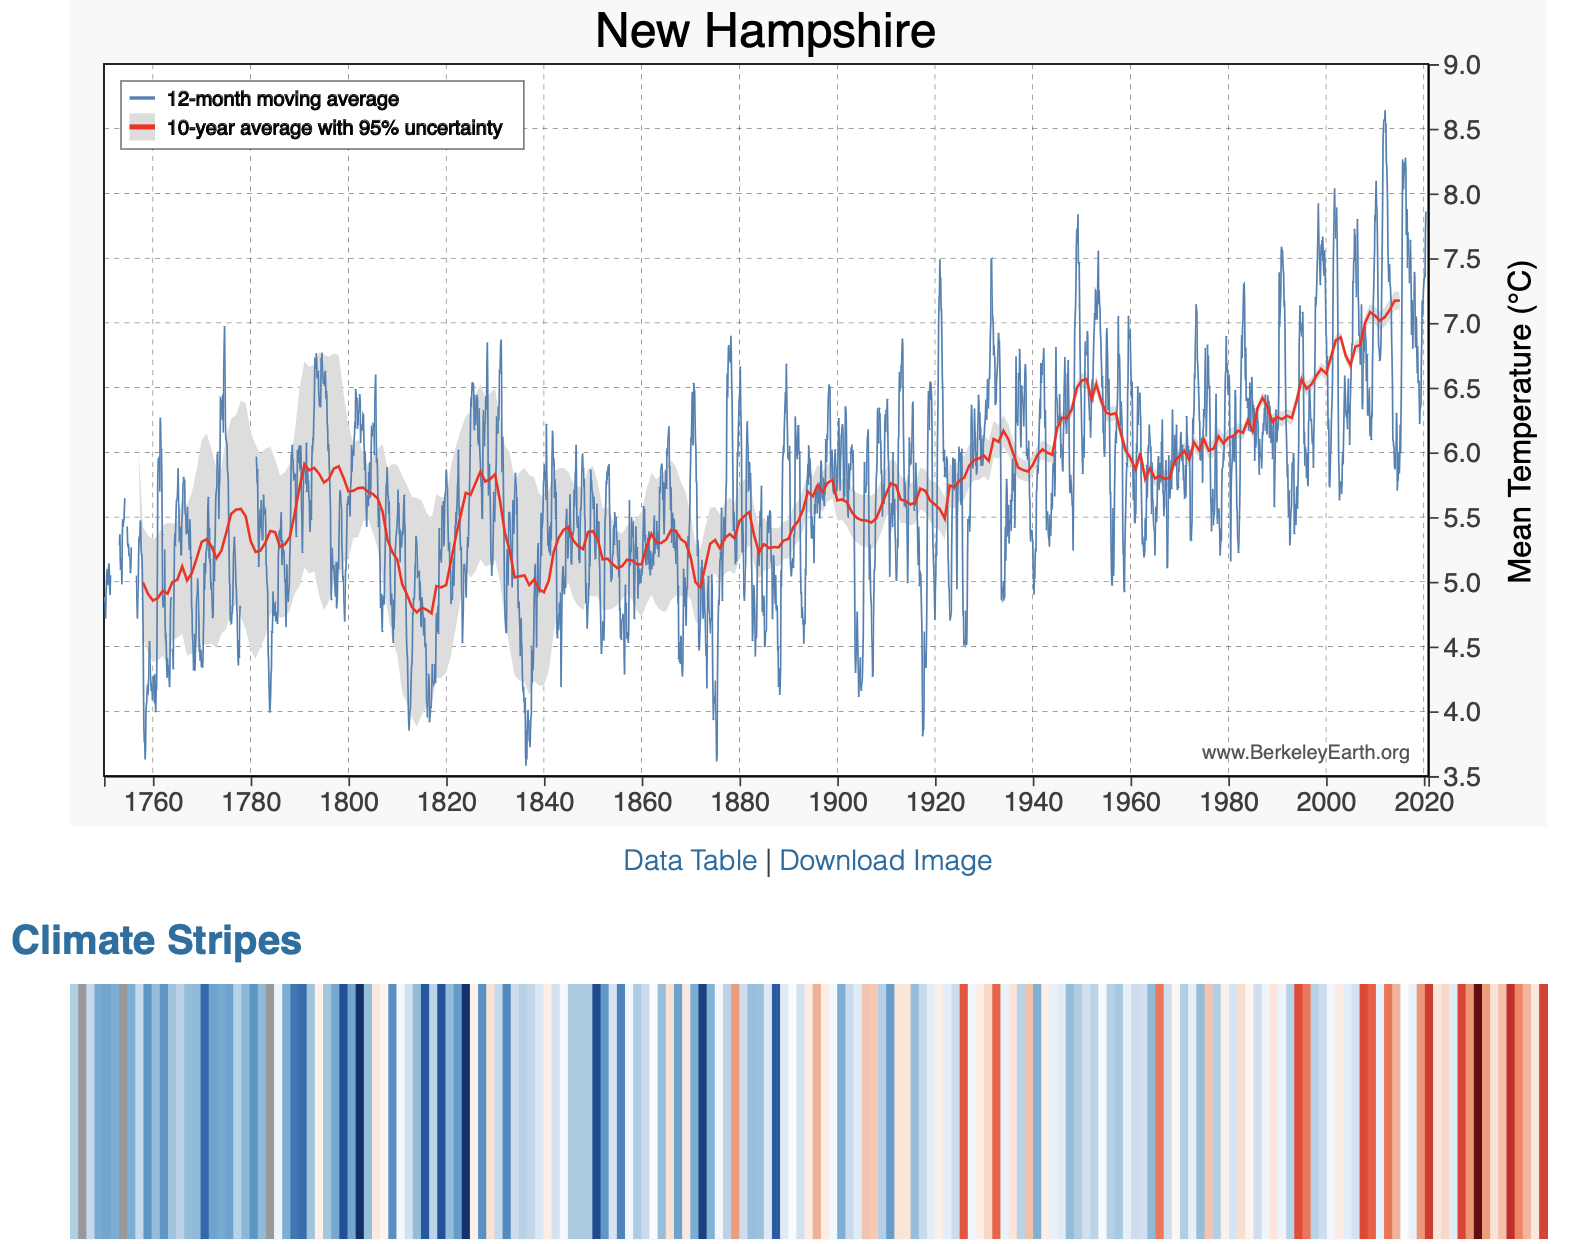 New Hampshire
12-month moving average
10-year average with 95% uncertainty
9.0
8.5
8.0
7.5
7.0
6.5
6.0
5.5
5.0
4.5
4.0
3.5
Mean Temperature (°C)
www.BerkeleyEarth.org
1760 1780 1800 1820 1840 1860 1880 1900 1920 1940 1960 1980 2000 2020
Data Table | Download Image
Climate Stripes